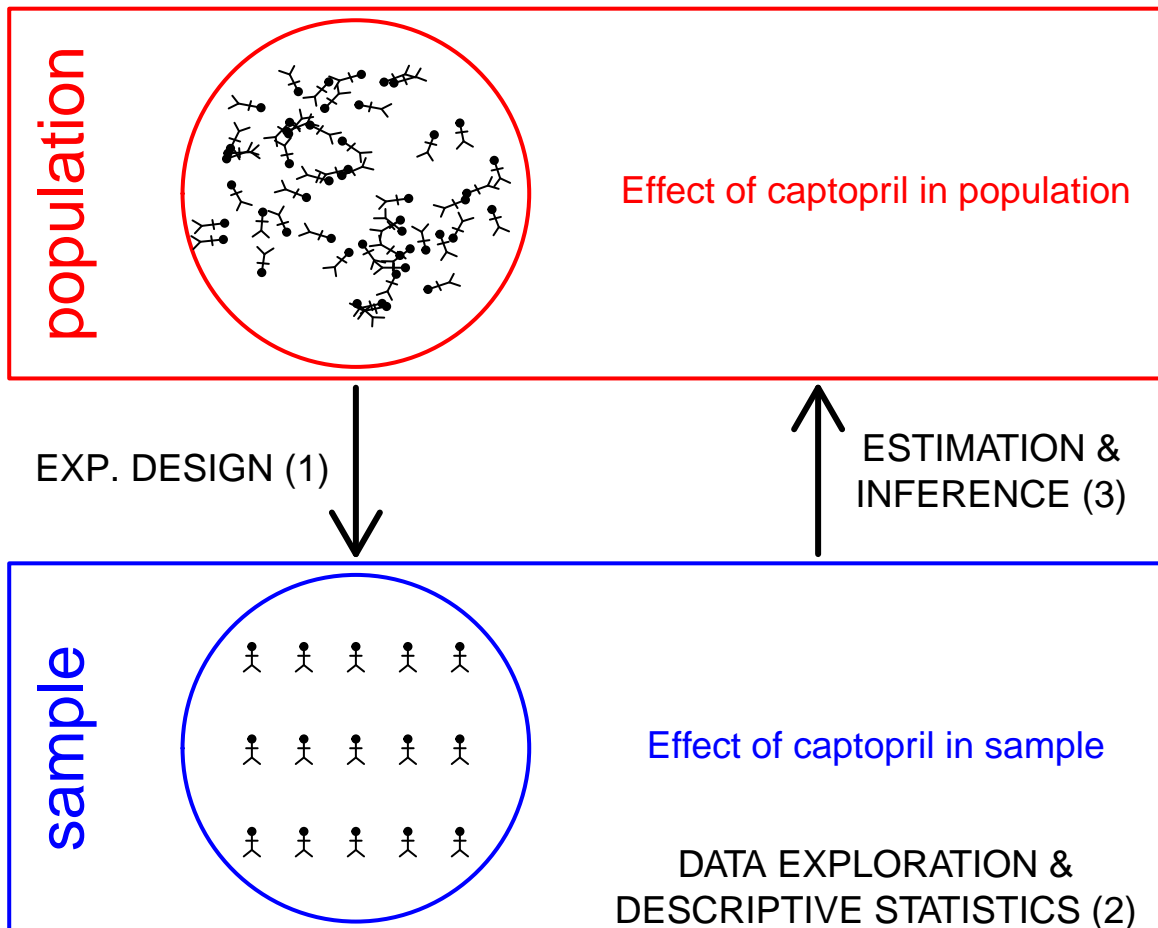 population
Effect of captopril in population
EXP. DESIGN (1)
ESTIMATION &
INFERENCE (3)
sample
Effect of captopril in sample
DATA EXPLORATION &
DESCRIPTIVE STATISTICS (2)